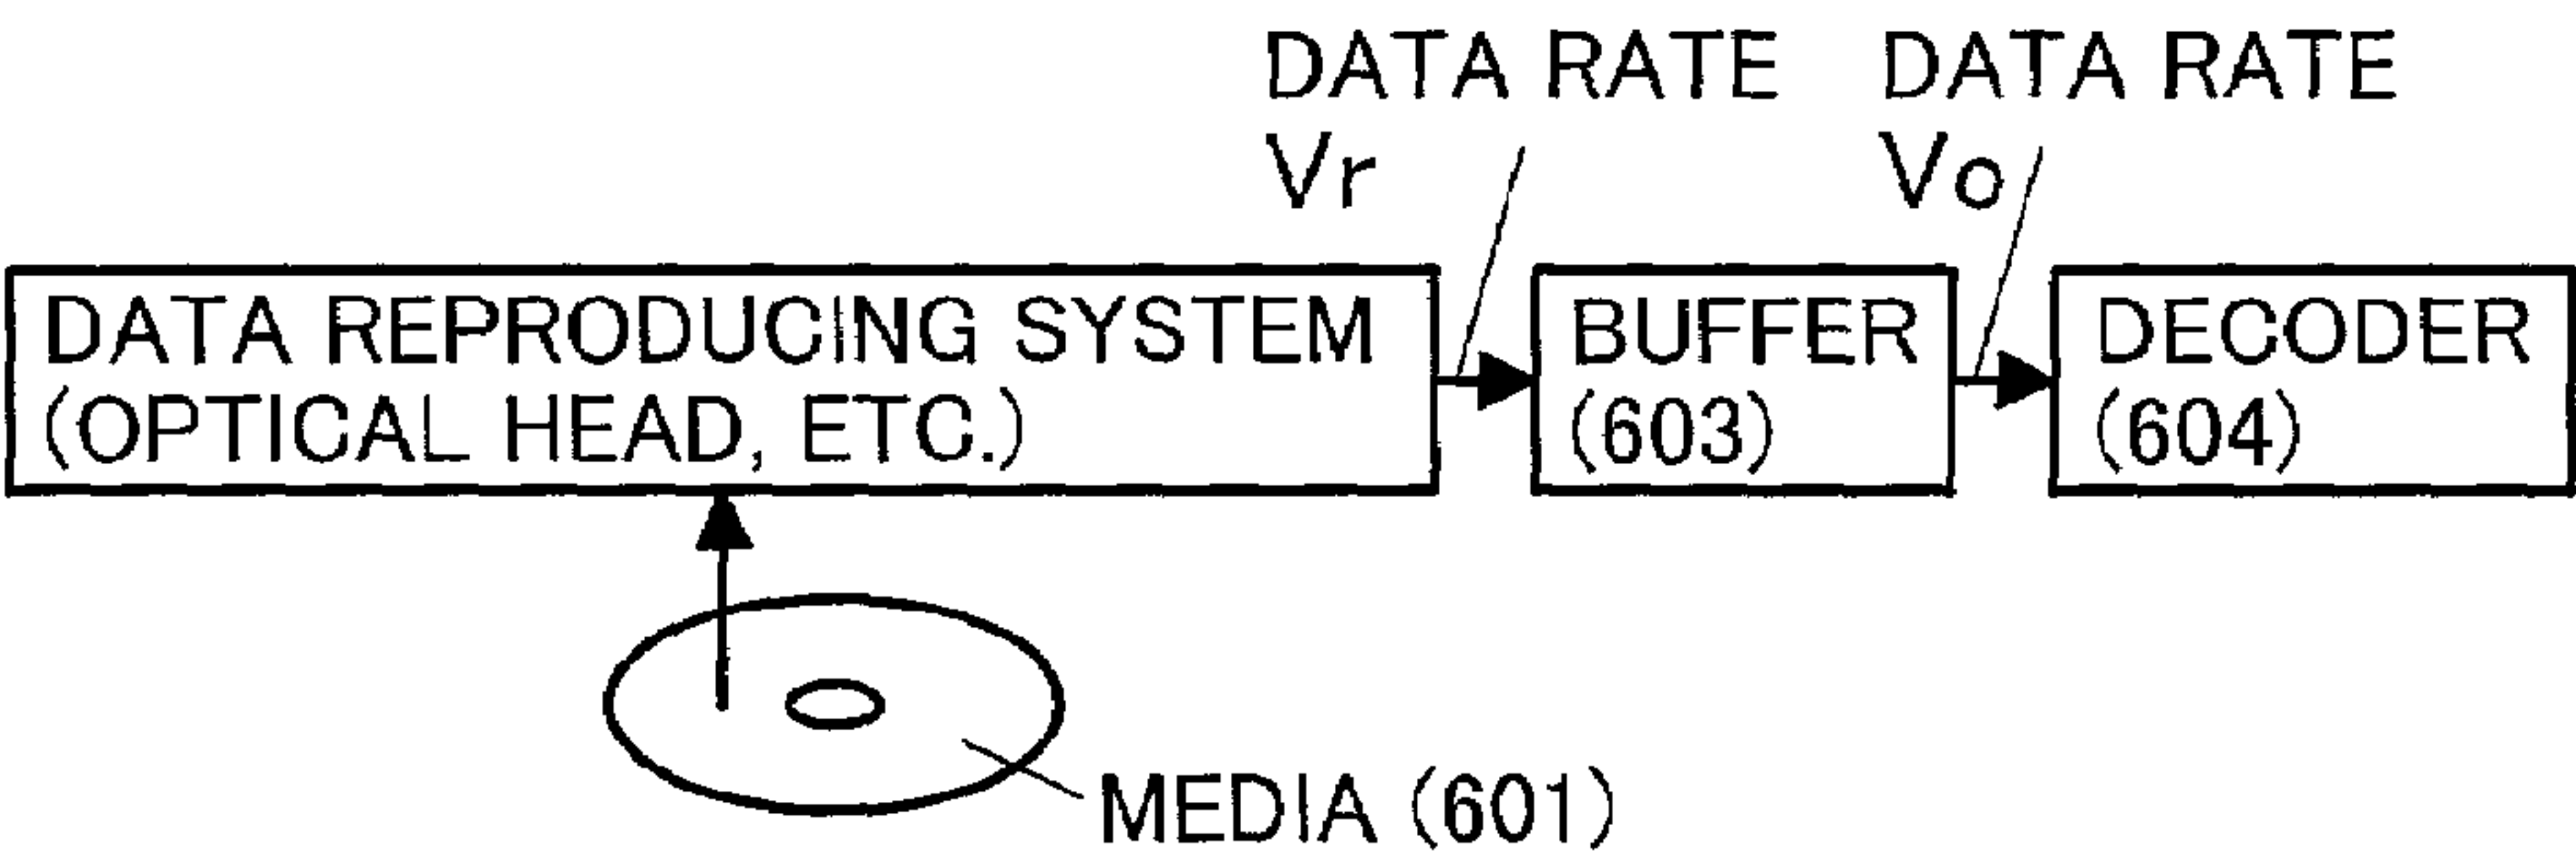 DATA RATE
Vr
DATA RATE
Vo
DATA REPRODUCING SYSTEM
(OPTICAL HEAD, ETC.)
BUFFER
(603)
DECODER
(604)
MEDIA (601)